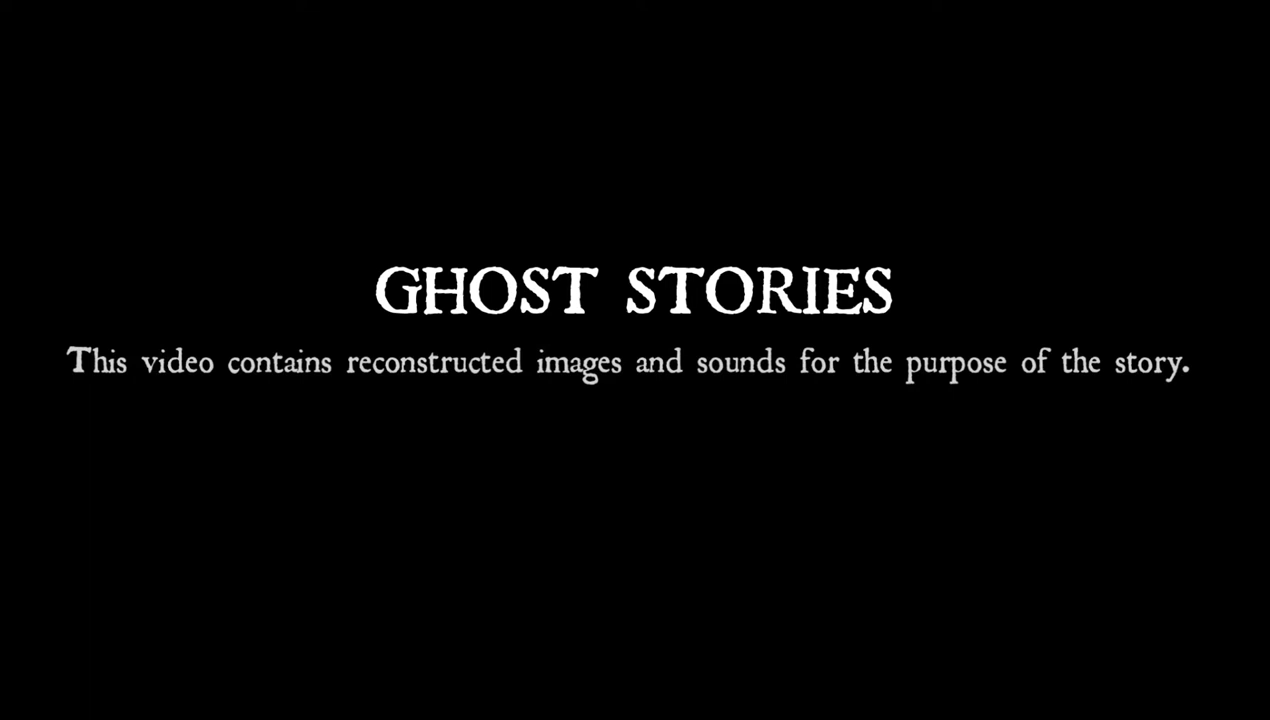 GHOST STORIES
This video contains reconstructed images and sounds for the purpose of the story.